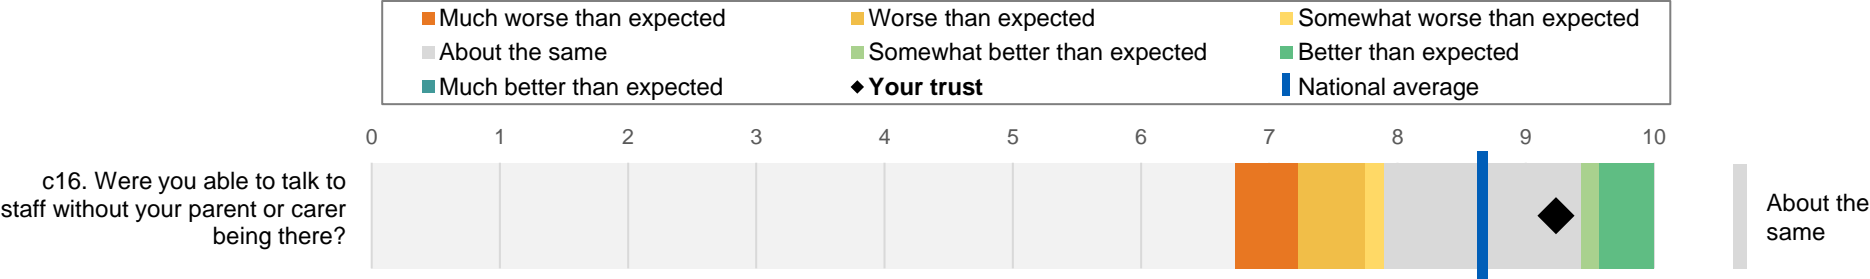 Much worse than expected
Worse than expected
Somewhat worse than expected
About the same
Somewhat better than expected
Better than expected
Much better than expected
Your trust
National average
0 1 2 3 4 5 6 7 8 9 10
c16. Were you able to talk to
staff without your parent or carer
being there?
About the
same